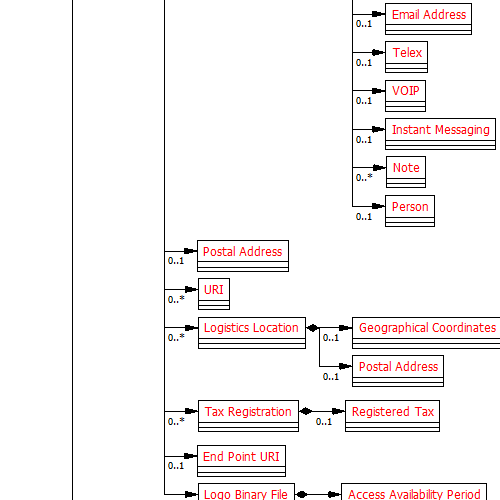 Email Address
0..1
Telex
0..1
VOIP
0..1
Instant Messaging
0..1
Note
0..*
Person
0..1
Postal Address
0..1
URI
0..*
Logistics Location
Geographical Coordinates
0..*
0..1
Postal Address
0..1
Tax Registration
Registered Tax
0..*
0..1
End Point URI
0..1
Logo Binary File
Access Availability Period